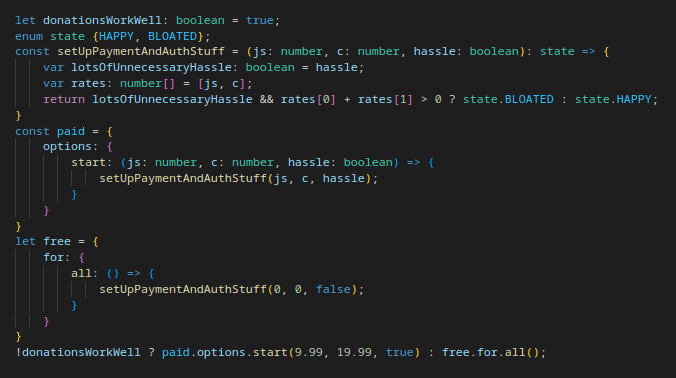 let donationsWorkWell: boolean = true;
enum state {HAPPY, BLOATED};
const setUpPaymentAndAuthStuff = (js: number, c: number, hassle: boolean): state => {
    var lotsOfUnnecessaryHassle: boolean = hassle;
    var rates: number[] = [js, c];
    return lotsOfUnnecessaryHassle && rates[0] + rates[1] > 0 ? state.BLOATED : state.HAPPY;
}
const paid = {
    options: {
        start: (js: number, c: number, hassle: boolean) => {
            setUpPaymentAndAuthStuff(js, c, hassle);
        }
    }
}
let free = {
    for: {
        all: () => {
            setUpPaymentAndAuthStuff(0, 0, false);
        }
    }
}
!donationsWorkWell ? paid.options.start(9.99, 19.99, true) : free.for.all();